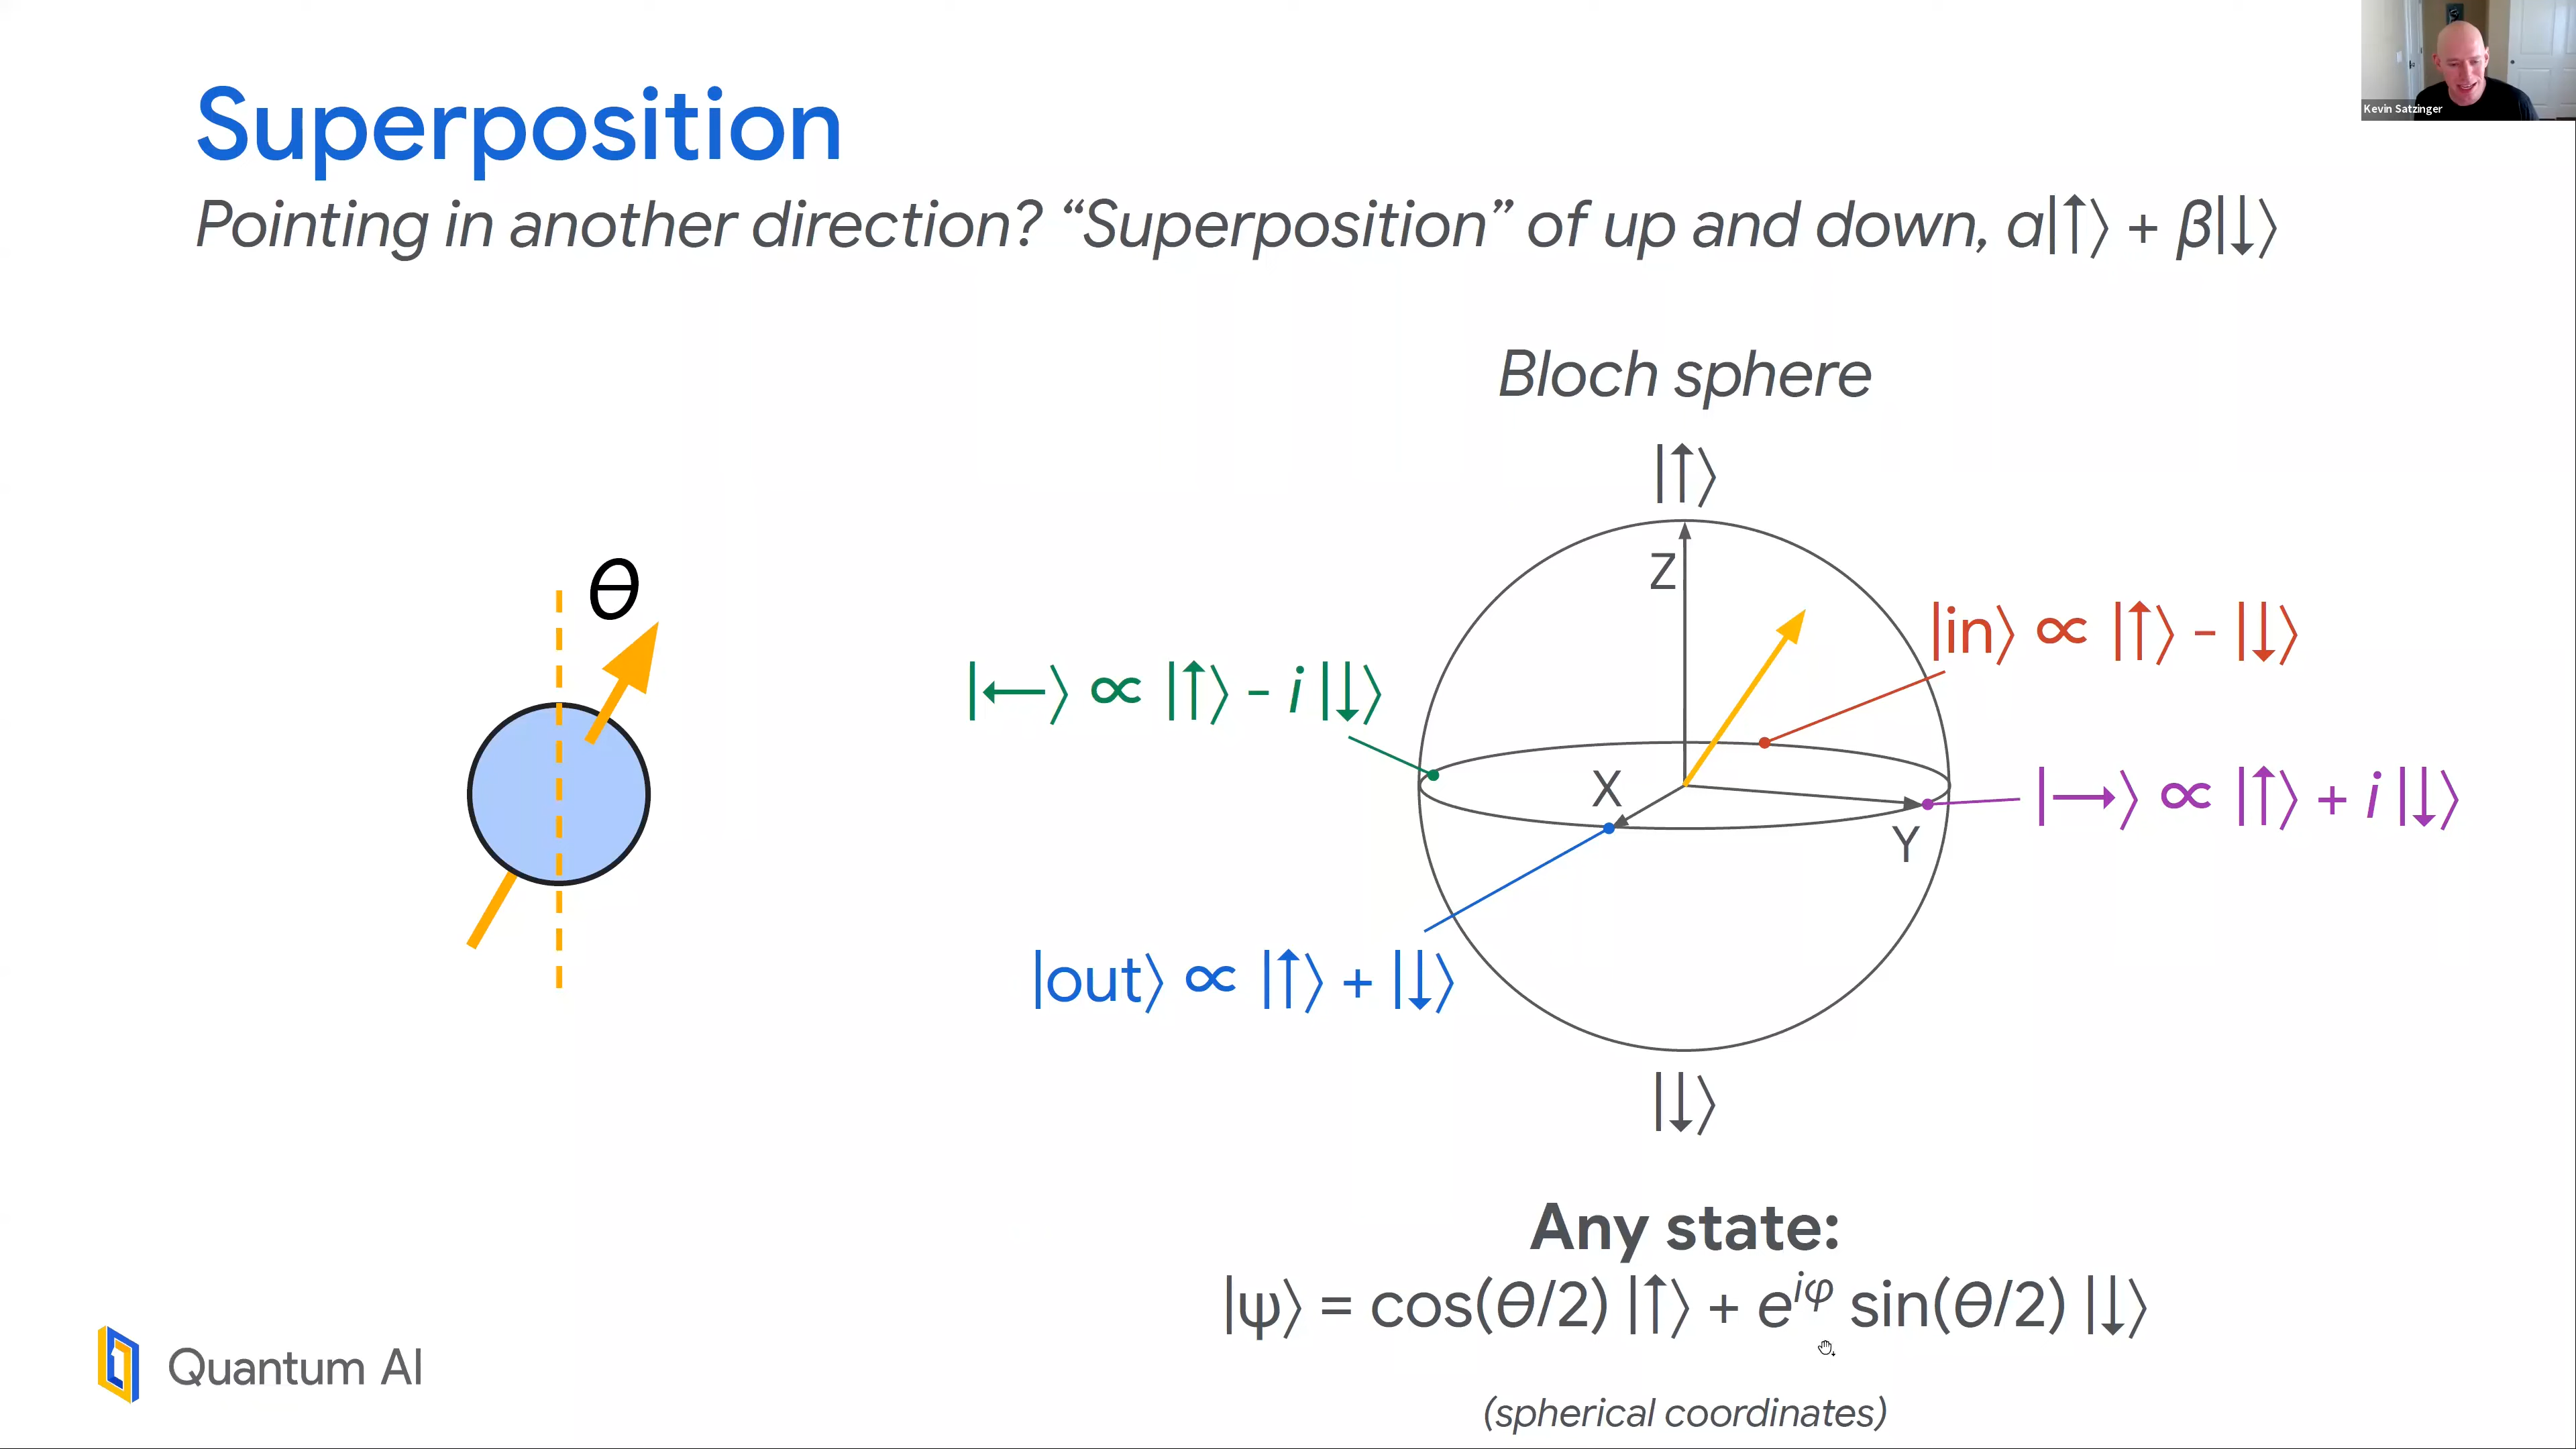 Kevin Satzinger
Superposition
Pointing in another direction? “Superposition” of up and down, α|↑⟩ + β|↓⟩
Bloch sphere
|↑⟩
θ
Z
|in⟩ ∝ |↑⟩ - |↓⟩
|←⟩ ∝ |↑⟩ - i |↓⟩
X
|→⟩ ∝ |↑⟩ + i |↓⟩
Y
|out⟩ ∝ |↑⟩ + |↓⟩
|↓⟩
Any state:
|ψ⟩ = cos(θ/2) |↑⟩ + e^{iφ} sin(θ/2) |↓⟩
(spherical coordinates)
Quantum AI